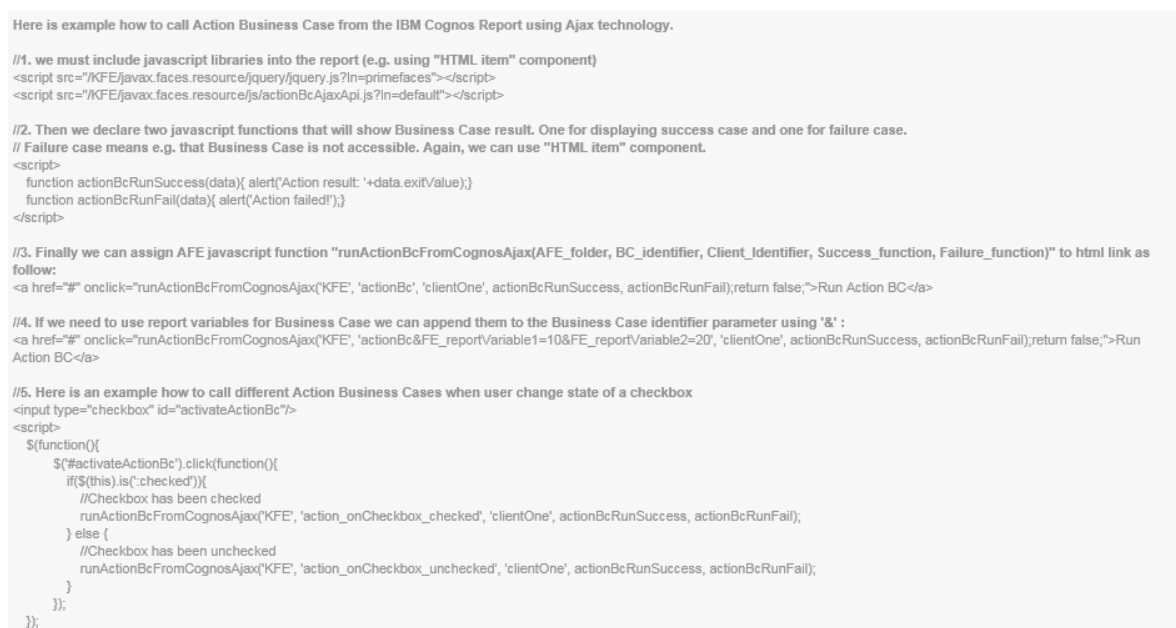 Here is example how to call Action Business Case from the IBM Cognos Report using Ajax technology.
//1. we must include javascript libraries into the report (e.g. using "HTML item" component)
<script src="/KFE/javax.faces.resource/jquery/jquery.js?ln=primefaces"></script>
<script src="/KFE/javax.faces.resource/js/actionBcAjaxApi.js?ln=default"></script>
//2. Then we declare two javascript functions that will show Business Case result. One for displaying success case and one for failure case.
// Failure case means e.g. that Business Case is not accessible. Again, we can use "HTML item" component.
<script>
function actionBcRunSuccess(data){ alert('Action result: '+data.exitValue);}
function actionBcRunFail(data){ alert('Action failed!');}
</script>
//3. Finally we can assign AFE javascript function "runActionBcFromCognosAjax(AFE_folder, BC_identifier, Client_Identifier, Success_function, Failure_function)" to html link as
follow:
<a href="#" onclick="runActionBcFromCognosAjax('KFE', 'actionBc', 'clientOne', actionBcRunSuccess, actionBcRunFail);return false;">Run Action BC</a>
//4. If we need to use report variables for Business Case we can append them to the Business Case identifier parameter using '&' :
<a href="#" onclick="runActionBcFromCognosAjax('KFE', 'actionBc&FE_reportVariable1=10&FE_reportVariable2=20', 'clientOne', actionBcRunSuccess, actionBcRunFail);return false;">Run
Action BC</a>
//5. Here is an example how to call different Action Business Cases when user change state of a checkbox
<input type="checkbox" id="activateActionBc"/>
<script>
$(function(){
$('#activateActionBc').click(function(){
if($(this).is(':checked')){
//Checkbox has been checked
runActionBcFromCognosAjax('KFE', 'action_onCheckbox_checked', 'clientOne', actionBcRunSuccess, actionBcRunFail);
} else {
//Checkbox has been unchecked
runActionBcFromCognosAjax('KFE', 'action_onCheckbox_unchecked', 'clientOne', actionBcRunSuccess, actionBcRunFail);
}
});
});